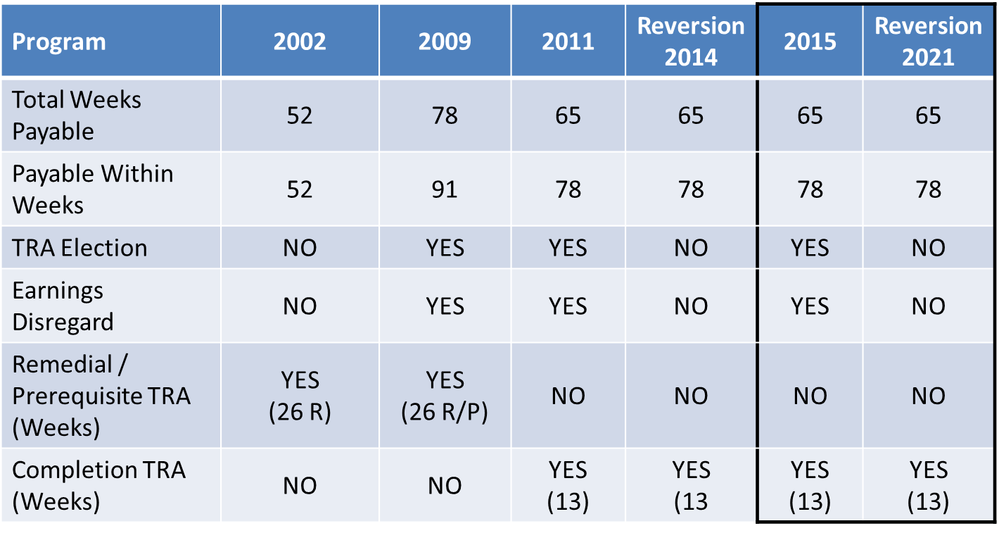 Program 2002 2009 2011 Reversion 2014 2015 Reversion 2021
Total Weeks
Payable 52 78 65 65 65 65
Payable Within
Weeks 52 91 78 78 78 78
TRA Election NO YES YES NO YES NO
Earnings
Disregard NO YES YES NO YES NO
Remedial /
Prerequisite TRA
(Weeks) YES (26 R) YES (26 R/P) NO NO NO NO
Completion TRA
(Weeks) NO NO YES (13) YES (13 YES (13) YES (13)